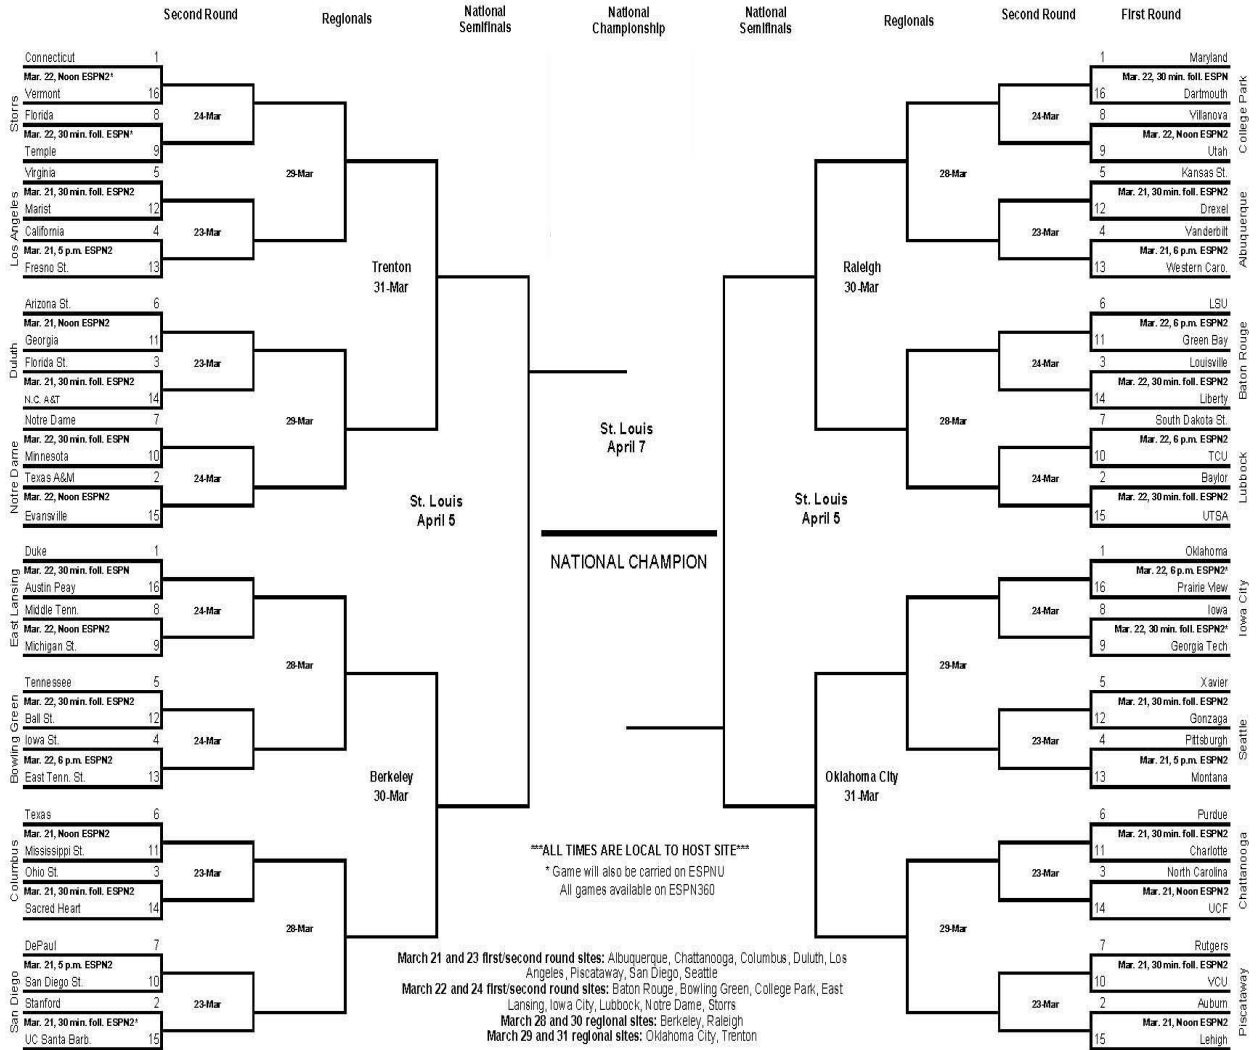 Second Round
Regionals
National
Semifinals
National
Championship
National
Semifinals
Regionals
Second Round
First Round
Storrs
Connecticut 1
Mar. 22, Noon ESPN2*
Vermont 16
Florida 8
Mar. 22, 30 min. foll. ESPN*
Temple 9
24-Mar
Los Angeles
Virginia 5
Mar. 21, 30 min. foll. ESPN2
Marist 12
California 4
Mar. 21, 5 p.m. ESPN2
Fresno St. 13
23-Mar
29-Mar
Duluth
Arizona St. 6
Mar. 21, Noon ESPN2
Georgia 11
Florida St. 3
Mar. 21, 30 min. foll. ESPN2
N.C. A&T 14
23-Mar
Notre Dame
Notre Dame 7
Mar. 22, 30 min. foll. ESPN
Minnesota 10
Texas A&M 2
Mar. 22, Noon ESPN2
Evansville 15
24-Mar
29-Mar
Trenton
31-Mar
East Lansing
Duke 1
Mar. 22, 30 min. foll. ESPN
Austin Peay 16
Middle Tenn. 8
Mar. 22, Noon ESPN2
Michigan St. 9
24-Mar
Bowling Green
Tennessee 5
Mar. 22, 30 min. foll. ESPN2
Ball St. 12
Iowa St. 4
Mar. 22, 6 p.m. ESPN2
East Tenn. St. 13
24-Mar
28-Mar
Columbus
Texas 6
Mar. 21, Noon ESPN2
Mississippi St. 11
Ohio St. 3
Mar. 21, 30 min. foll. ESPN2
Sacred Heart 14
23-Mar
San Diego
DePaul 7
Mar. 21, 5 p.m. ESPN2
San Diego St. 10
Stanford 2
Mar. 21, 30 min. foll. ESPN2*
UC Santa Barb. 15
23-Mar
28-Mar
Berkeley
30-Mar
St. Louis
April 5
St. Louis
April 7
NATIONAL CHAMPION
St. Louis
April 5
College Park
1 Maryland
Mar. 22, 30 min. foll. ESPN
16 Dartmouth
8 Villanova
Mar. 22, Noon ESPN2
9 Utah
24-Mar
Albuquerque
5 Kansas St.
Mar. 21, 30 min. foll. ESPN2
12 Drexel
4 Vanderbilt
Mar. 21, 6 p.m. ESPN2
13 Western Caro.
23-Mar
28-Mar
Baton Rouge
6 LSU
Mar. 22, 6 p.m. ESPN2
11 Green Bay
3 Louisville
Mar. 22, 30 min. foll. ESPN2
14 Liberty
24-Mar
Lubbock
7 South Dakota St.
Mar. 22, 6 p.m. ESPN2
10 TCU
2 Baylor
Mar. 22, 30 min. foll. ESPN2
15 UTSA
24-Mar
28-Mar
Raleigh
30-Mar
Iowa City
1 Oklahoma
Mar. 22, 6 p.m. ESPN2*
16 Prairie View
8 Iowa
Mar. 22, 30 min. foll. ESPN2*
9 Georgia Tech
24-Mar
Seattle
5 Xavier
Mar. 21, 30 min. foll. ESPN2
12 Gonzaga
4 Pittsburgh
Mar. 21, 5 p.m. ESPN2
13 Montana
23-Mar
29-Mar
Chattanooga
6 Purdue
Mar. 21, 30 min. foll. ESPN2
11 Charlotte
3 North Carolina
Mar. 21, Noon ESPN2
14 UCF
23-Mar
Piscataway
7 Rutgers
Mar. 21, 30 min. foll. ESPN2
10 VCU
2 Auburn
Mar. 21, Noon ESPN2
15 Lehigh
23-Mar
29-Mar
Oklahoma City
31-Mar
***ALL TIMES ARE LOCAL TO HOST SITE***
* Game will also be carried on ESPNU
All games available on ESPN360
March 21 and 23 first/second round sites: Albuquerque, Chattanooga, Columbus, Duluth, Los
Angeles, Piscataway, San Diego, Seattle
March 22 and 24 first/second round sites: Baton Rouge, Bowling Green, College Park, East
Lansing, Iowa City, Lubbock, Notre Dame, Storrs
March 28 and 30 regional sites: Berkeley, Raleigh
March 29 and 31 regional sites: Oklahoma City, Trenton